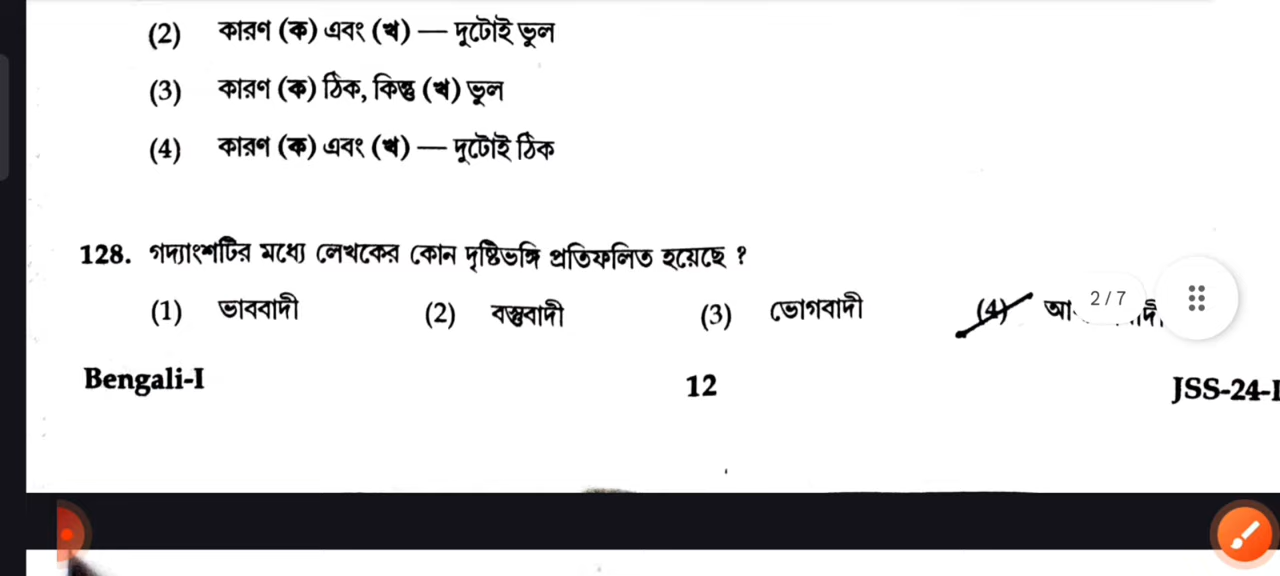 (2) কারণ (ক) এবং (খ) — দুটোই ভুল
(3) কারণ (ক) ঠিক, কিন্তু (খ) ভুল
(4) কারণ (ক) এবং (খ) — দুটোই ঠিক
128. গদ্যাংশটির মধ্যে লেখকের কোন দৃষ্টিভঙ্গি প্রতিফলিত হয়েছে ?
(1) ভাববাদী (2) বস্তুবাদী (3) ভোগবাদী (4)
2/7
Bengali-I 12 JSS-24-I